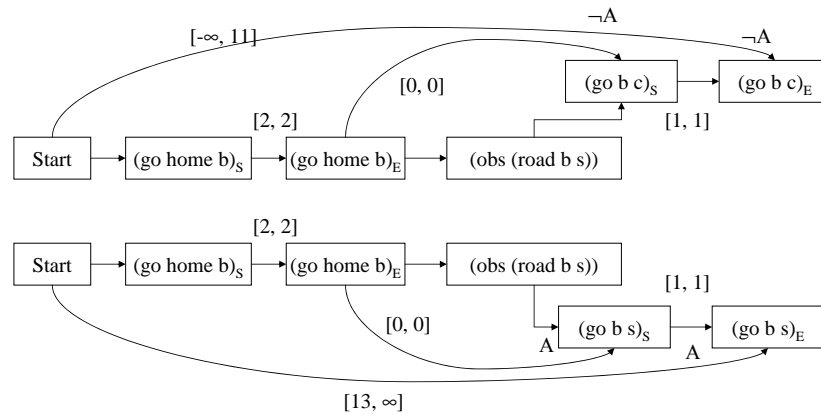 [-∞, 11]
¬A
¬A
[0, 0]
(go b c)S
(go b c)E
[2, 2]
[1, 1]
Start
(go home b)S
(go home b)E
(obs (road b s))
[2, 2]
Start
(go home b)S
(go home b)E
(obs (road b s))
[1, 1]
[0, 0]
(go b s)S
(go b s)E
A
A
[13, ∞]